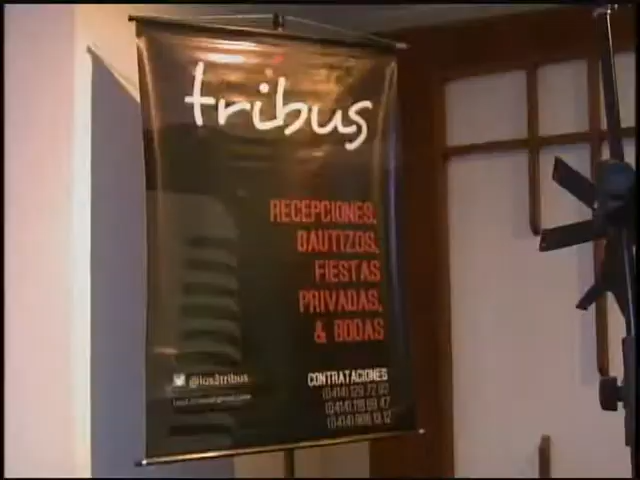 tribus
RECEPCIONES,
BAUTIZOS,
FIESTAS
PRIVADAS,
& BODAS
@los3tribus
CONTRATACIONES